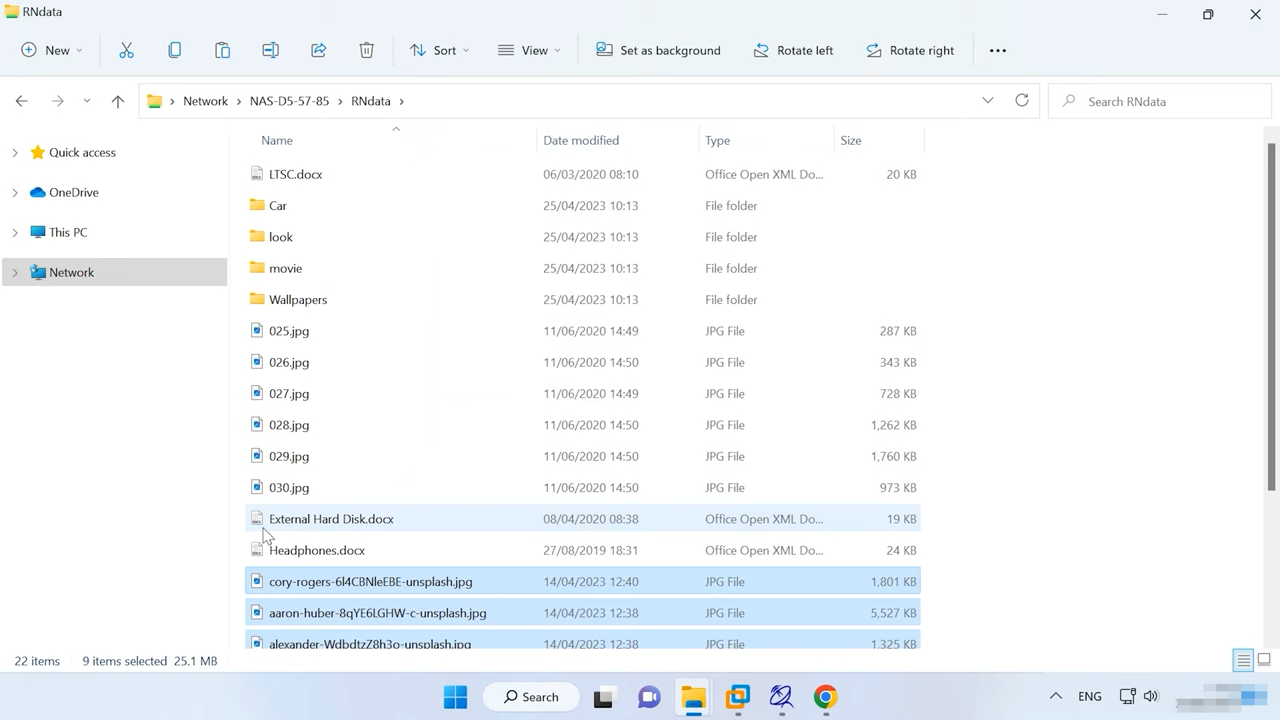 RNdata
New
Sort
View
Set as background
Rotate left
Rotate right
Network > NAS-D5-57-85 > RNdata >
Search RNdata
Quick access
OneDrive
This PC
Network
Name Date modified Type Size
LTSC.docx 06/03/2020 08:10 Office Open XML Do... 20 KB
Car 25/04/2023 10:13 File folder
look 25/04/2023 10:13 File folder
movie 25/04/2023 10:13 File folder
Wallpapers 25/04/2023 10:13 File folder
025.jpg 11/06/2020 14:49 JPG File 287 KB
026.jpg 11/06/2020 14:50 JPG File 343 KB
027.jpg 11/06/2020 14:49 JPG File 728 KB
028.jpg 11/06/2020 14:50 JPG File 1,262 KB
029.jpg 11/06/2020 14:50 JPG File 1,760 KB
030.jpg 11/06/2020 14:50 JPG File 973 KB
External Hard Disk.docx 08/04/2020 08:38 Office Open XML Do... 19 KB
Headphones.docx 27/08/2019 18:31 Office Open XML Do... 24 KB
cory-rogers-6l4CBNIeEBE-unsplash.jpg 14/04/2023 12:40 JPG File 1,801 KB
aaron-huber-8qYE6LGHW-c-unsplash.jpg 14/04/2023 12:38 JPG File 5,527 KB
alexander-WdbdtzZ8h3o-unsplash.jpg 14/04/2023 12:38 JPG File 1,325 KB
22 items 9 items selected 25.1 MB
Search
ENG